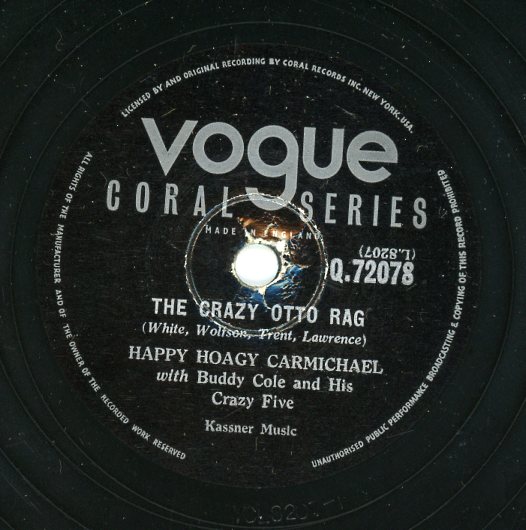 LICENSED BY AND ORIGINAL RECORDING BY CORAL RECORDS INC. NEW YORK. USA.
vogue
CORAL SERIES
MADE IN ENGLAND
(L.8207)
Q.72078
THE CRAZY OTTO RAG
(White, Wolfson, Trent, Lawrence)
HAPPY HOAGY CARMICHAEL
with Buddy Cole and His
Crazy Five
Kassner Music
ALL RIGHTS OF THE MANUFACTURER AND OF THE OWNER OF THE RECORDED WORK RESERVED
UNAUTHORISED PUBLIC PERFORMANCE BROADCASTING & COPYING OF THIS RECORD PROHIBITED